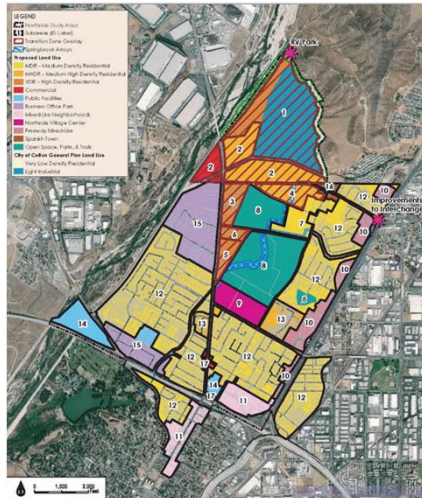 LEGEND
Northside Study Area
Subarea (ID Label)
Transition Zone Overlay
Springbrook Arroyo
Proposed Land Use
MDR - Medium Density Residential
MHDR - Medium High Density Residential
HDR - High Density Residential
Commercial
Public Facilities
Business Office Park
Mixed-Use Neighborhoods
Northside Village Center
Freeway Mixed-Use
Spanish Town
Open Space, Parks, & Trails
City of Colton General Plan Land Use
Very Low Density Residential
Light Industrial
RV Park
1
2
2
2
16
10
12
4
3
8
Improvements
to Interchange
15
7
10
6
5
8
12
10
12
8
9
13
10
14
13
15
12
12
17
10
14
12
12
11
17
11
0 1,000 2,000
Feet